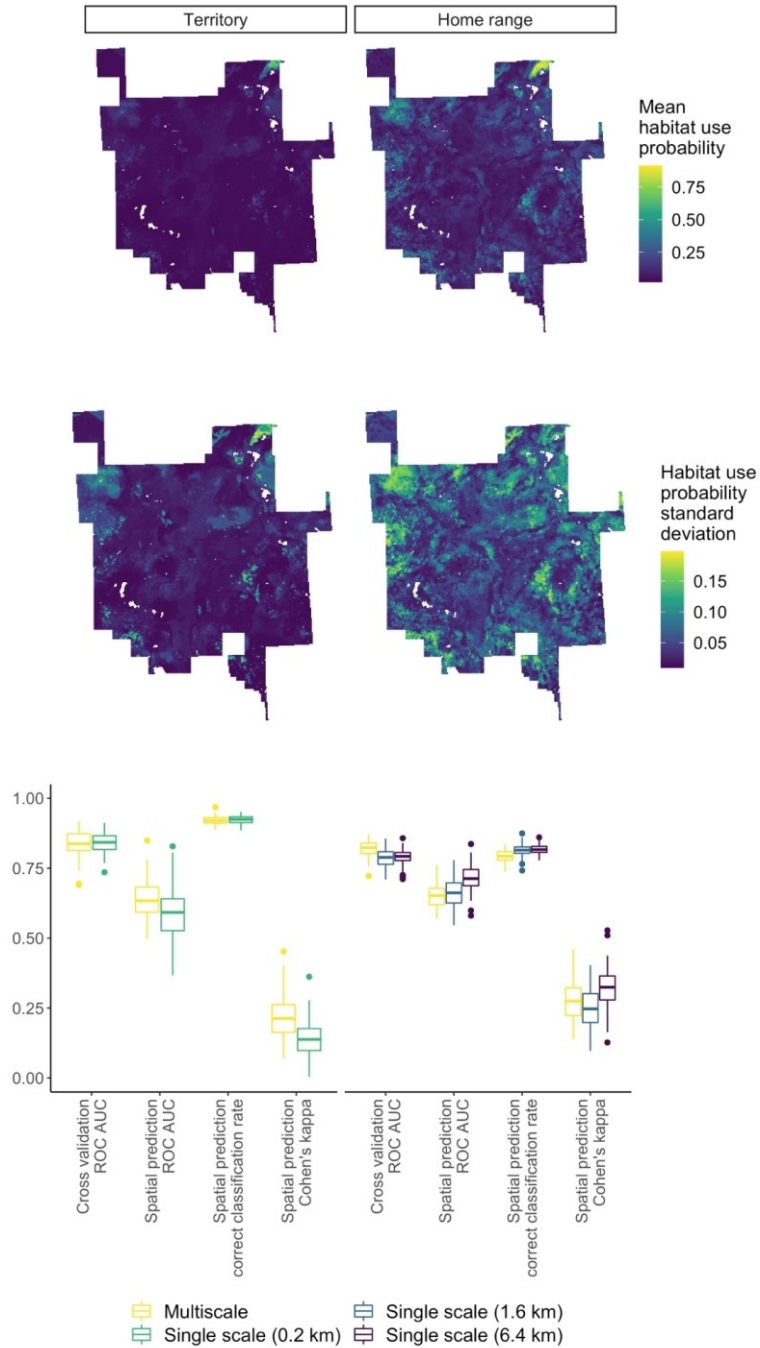 Territory
Home range
Mean
habitat use
probability
0.75
0.50
0.25
Habitat use
probability
standard
deviation
0.15
0.10
0.05
1.00
0.75
0.50
0.25
0.00
Cross validation
ROC AUC
Spatial prediction
ROC AUC
Spatial prediction
correct classification rate
Spatial prediction
Cohen's kappa
Cross validation
ROC AUC
Spatial prediction
ROC AUC
Spatial prediction
correct classification rate
Spatial prediction
Cohen's kappa
Multiscale
Single scale (1.6 km)
Single scale (0.2 km)
Single scale (6.4 km)